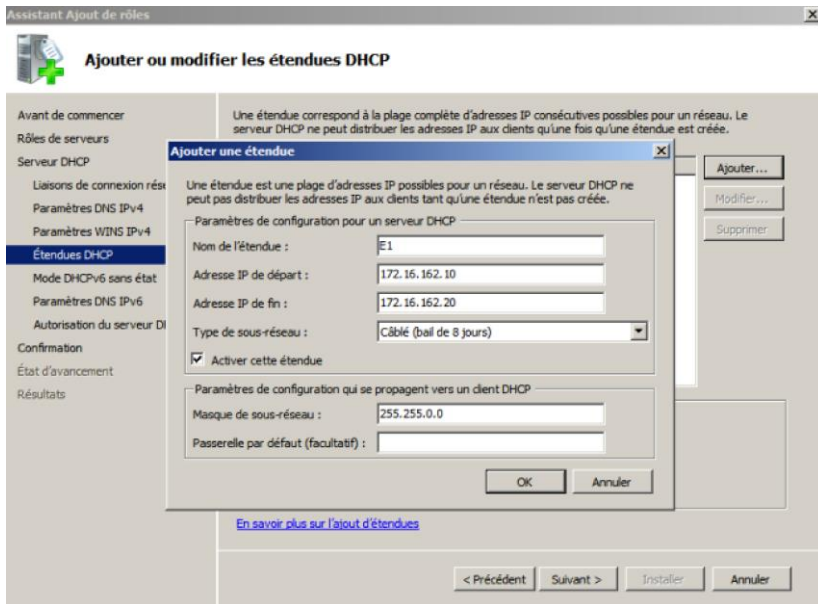 Assistant Ajout de rôles
Ajouter ou modifier les étendues DHCP
Avant de commencer
Rôles de serveurs
Serveur DHCP
Liaisons de connexion rése
Paramètres DNS IPv4
Paramètres WINS IPv4
Étendues DHCP
Mode DHCPv6 sans état
Paramètres DNS IPv6
Autorisation du serveur D
Confirmation
État d'avancement
Résultats
Une étendue correspond à la plage complète d'adresses IP consécutives possibles pour un réseau. Le
serveur DHCP ne peut distribuer les adresses IP aux clients qu'une fois qu'une étendue est créée.
Ajouter une étendue
Une étendue est une plage d'adresses IP possibles pour un réseau. Le serveur DHCP ne
peut pas distribuer les adresses IP aux clients tant qu'une étendue n'est pas créée.
Paramètres de configuration pour un serveur DHCP
Nom de l'étendue : E1
Adresse IP de départ : 172.16.162.10
Adresse IP de fin : 172.16.162.20
Type de sous-réseau : Câblé (bail de 8 jours)
Activer cette étendue
Paramètres de configuration qui se propagent vers un client DHCP
Masque de sous-réseau : 255.255.0.0
Passerelle par défaut (facultatif) :
OK Annuler
Ajouter...
Modifier...
Supprimer
En savoir plus sur l'ajout d'étendues
< Précédent Suivant > Installer Annuler